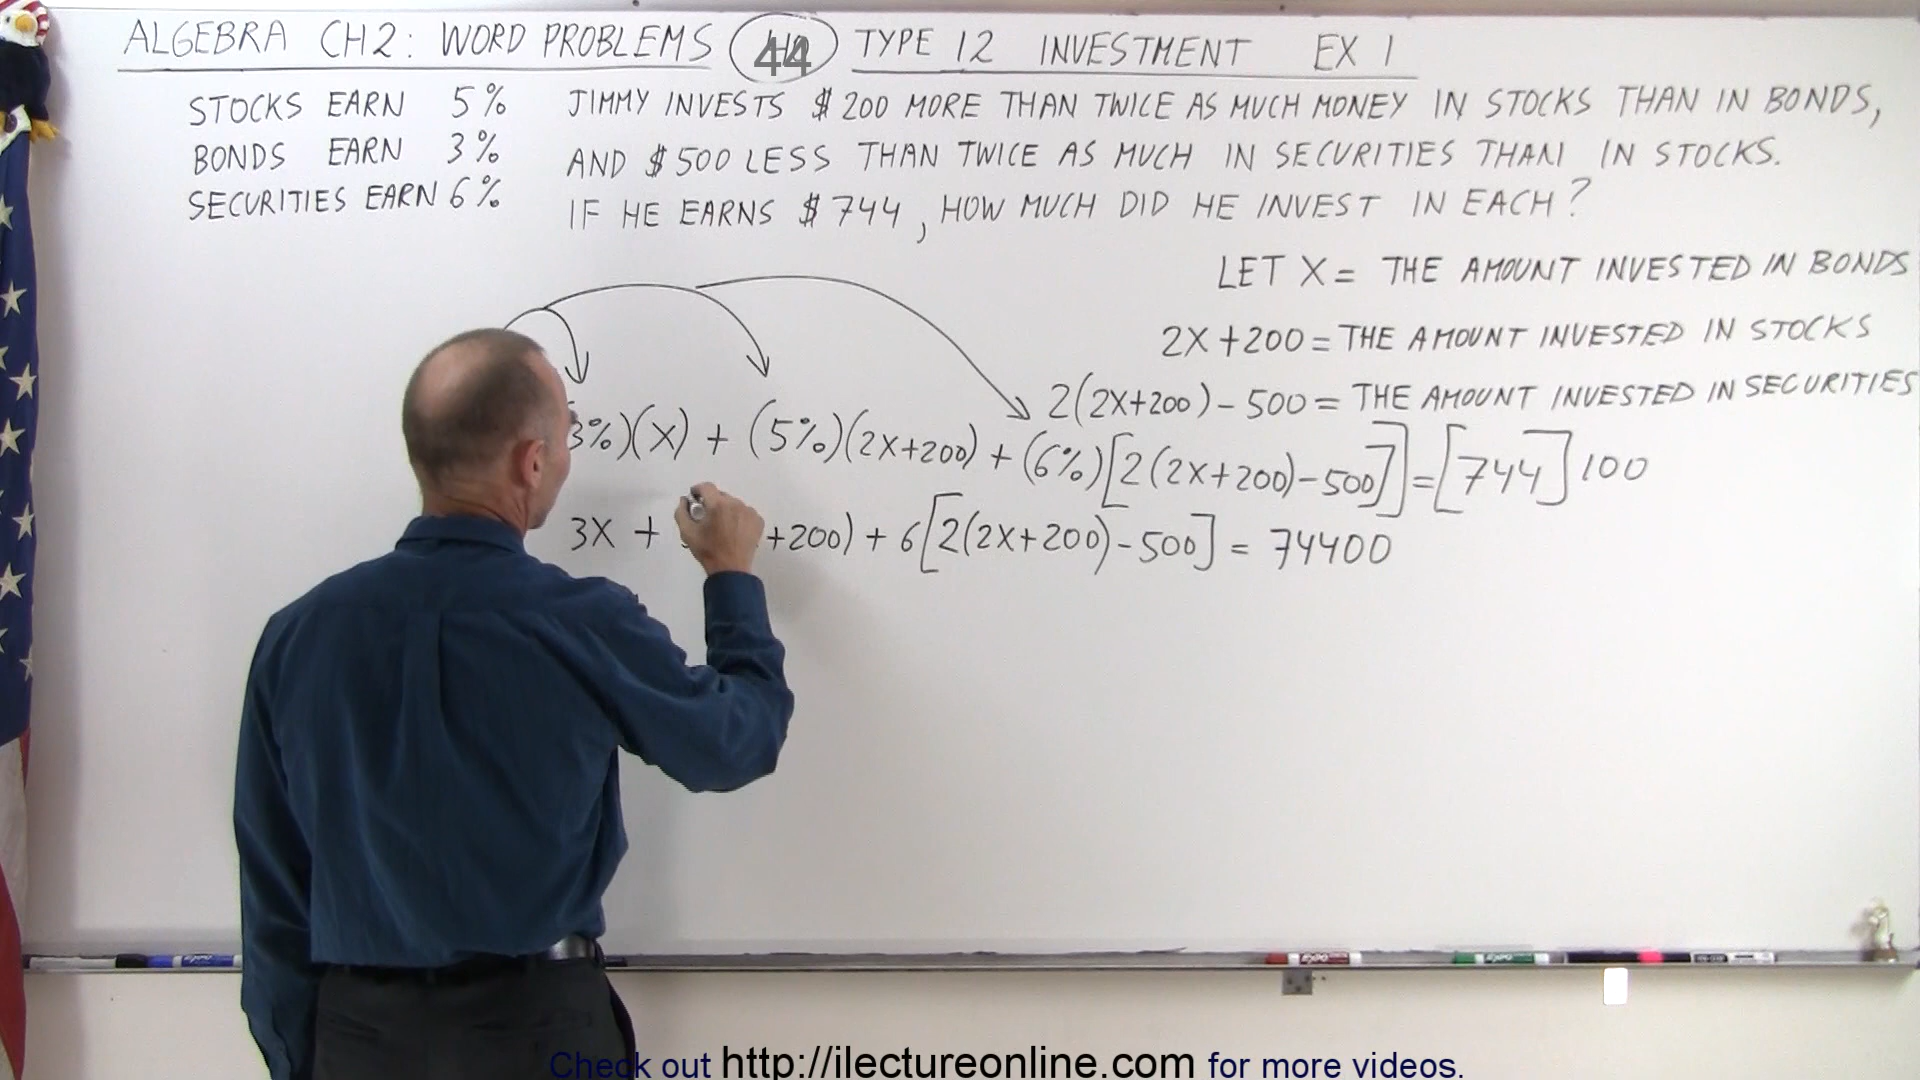 ALGEBRA CH2: WORD PROBLEMS 44 TYPE 12 INVESTMENT EX 1
STOCKS EARN 5%
BONDS EARN 3%
SECURITIES EARN 6%
JIMMY INVESTS $200 MORE THAN TWICE AS MUCH MONEY IN STOCKS THAN IN BONDS,
AND $500 LESS THAN TWICE AS MUCH IN SECURITIES THAN IN STOCKS.
IF HE EARNS $744, HOW MUCH DID HE INVEST IN EACH?
LET X = THE AMOUNT INVESTED IN BONDS
2X+200 = THE AMOUNT INVESTED IN STOCKS
2(2X+200)-500 = THE AMOUNT INVESTED IN SECURITIES
3%)(X) + (5%)(2X+200) + (6%)[2(2X+200)-500]] = [744]100
3X + +200) + 6[2(2X+200)-500] = 74400
Check out http://ilectureonline.com for more videos.